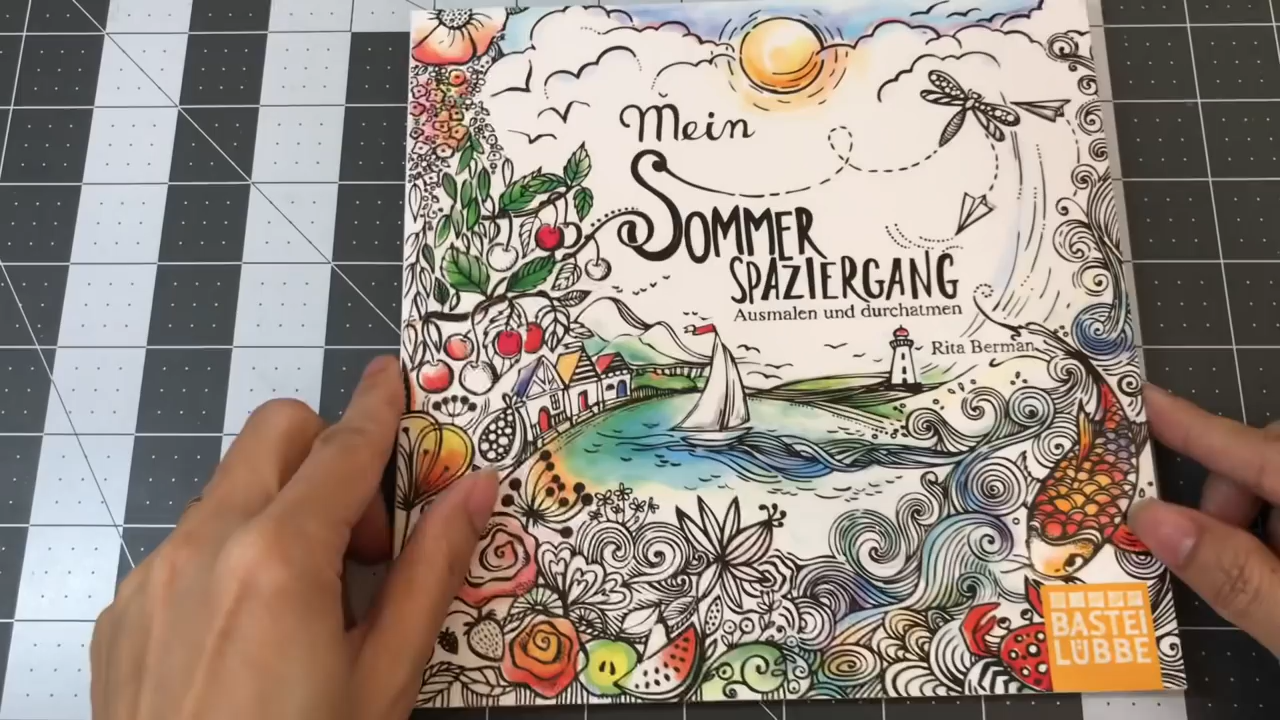 Mein
SOMMER
SPAZIERGANG
Ausmalen und durchatmen
Rita Berman
BASTEI
LÜBBE